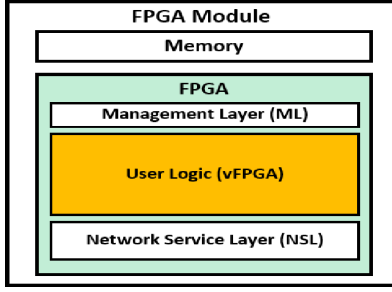 FPGA Module
Memory
FPGA
Management Layer (ML)
User Logic (vFPGA)
Network Service Layer (NSL)